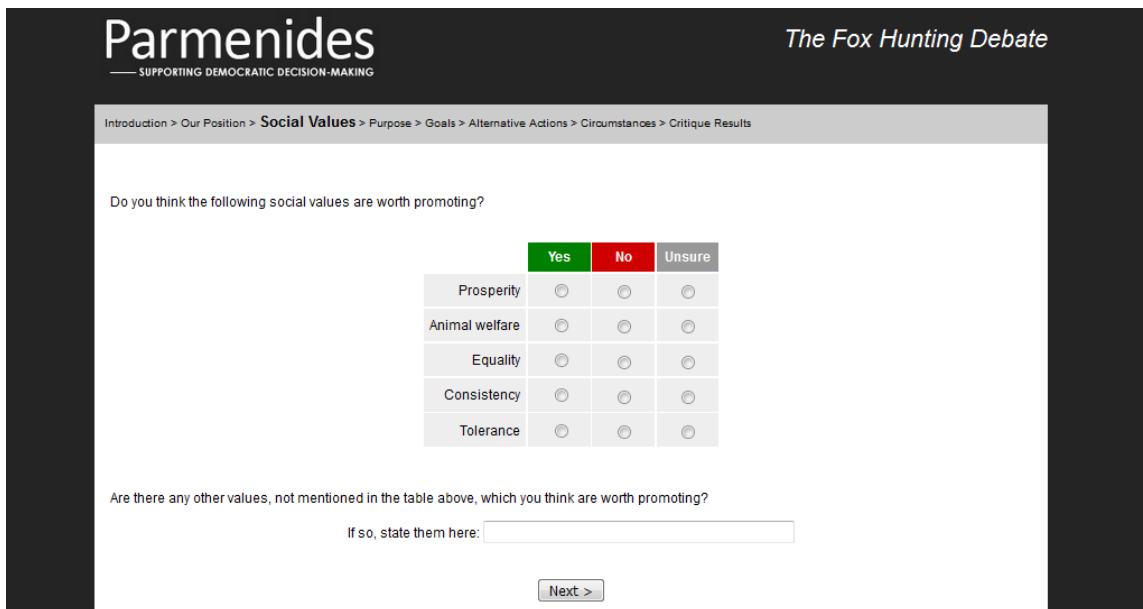 Parmenides
The Fox Hunting Debate
SUPPORTING DEMOCRATIC DECISION-MAKING
Introduction > Our Position > Social Values > Purpose > Goals > Alternative Actions > Circumstances > Critique Results
Do you think the following social values are worth promoting?
Yes No Unsure
Prosperity
Animal welfare
Equality
Consistency
Tolerance
Are there any other values, not mentioned in the table above, which you think are worth promoting?
If so, state them here:
Next >